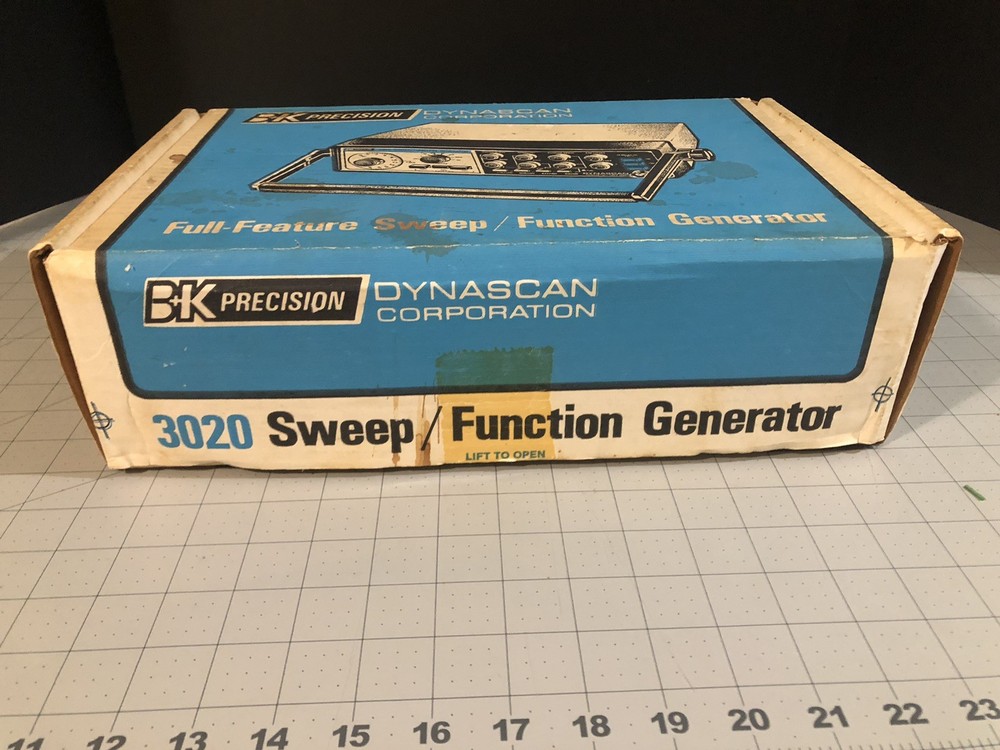 B+K PRECISION DYNASCAN
CORPORATION
Full-Feature Sweep / Function Generator
B+K PRECISION DYNASCAN
CORPORATION
3020 Sweep / Function Generator
LIFT TO OPEN
11 12 13 14 15 16 17 18 19 20 21 22 23